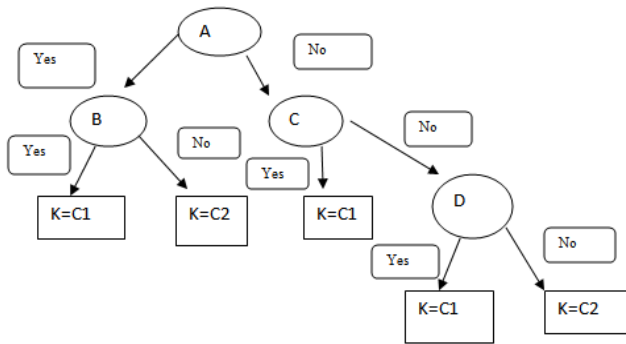 A
Yes
No
B
C
Yes
No
Yes
No
K=C1
K=C2
K=C1
D
Yes
No
K=C1
K=C2